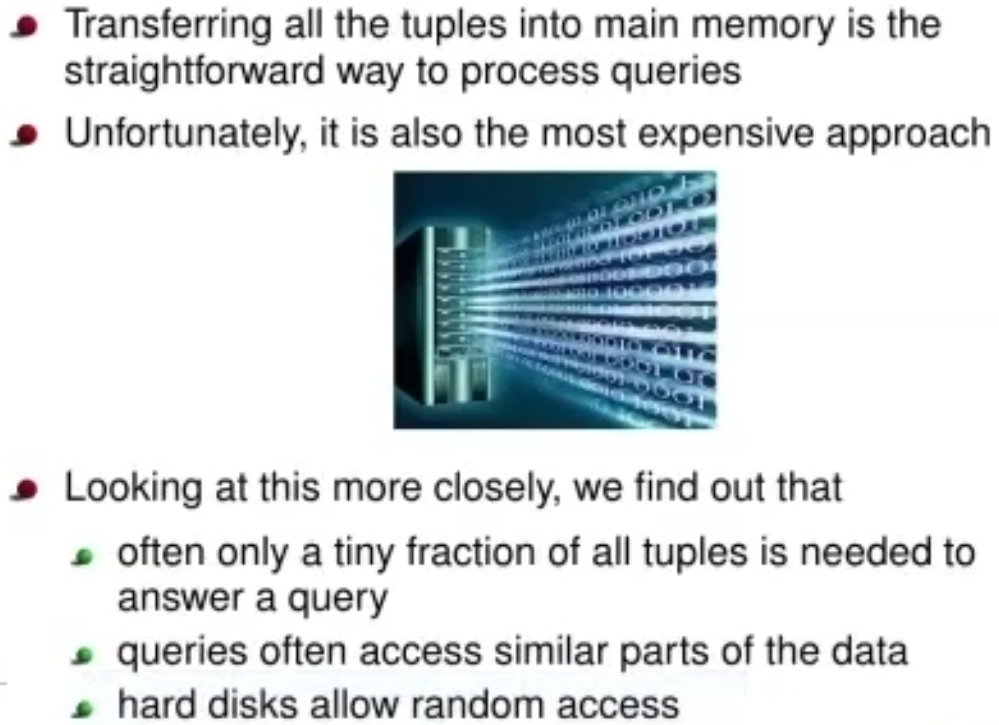 Transferring all the tuples into main memory is the
straightforward way to process queries
Unfortunately, it is also the most expensive approach
Looking at this more closely, we find out that
often only a tiny fraction of all tuples is needed to
answer a query
queries often access similar parts of the data
hard disks allow random access